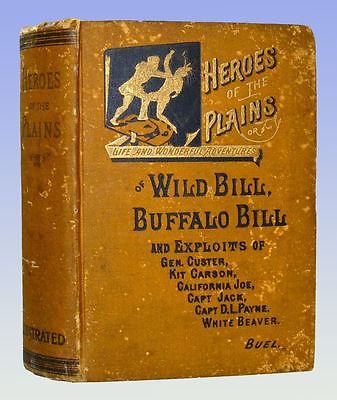 HEROES
OF THE
PLAINS
ILLUSTRATED
HEROES
OF THE
PLAINS
OR
LIFE AND WONDERFUL ADVENTURES
OF WILD BILL,
BUFFALO BILL
AND EXPLOITS OF
GEN. CUSTER,
KIT CARSON,
CALIFORNIA JOE,
CAPT JACK,
CAPT D.L. PAYNE.
WHITE BEAVER.
BUEL.